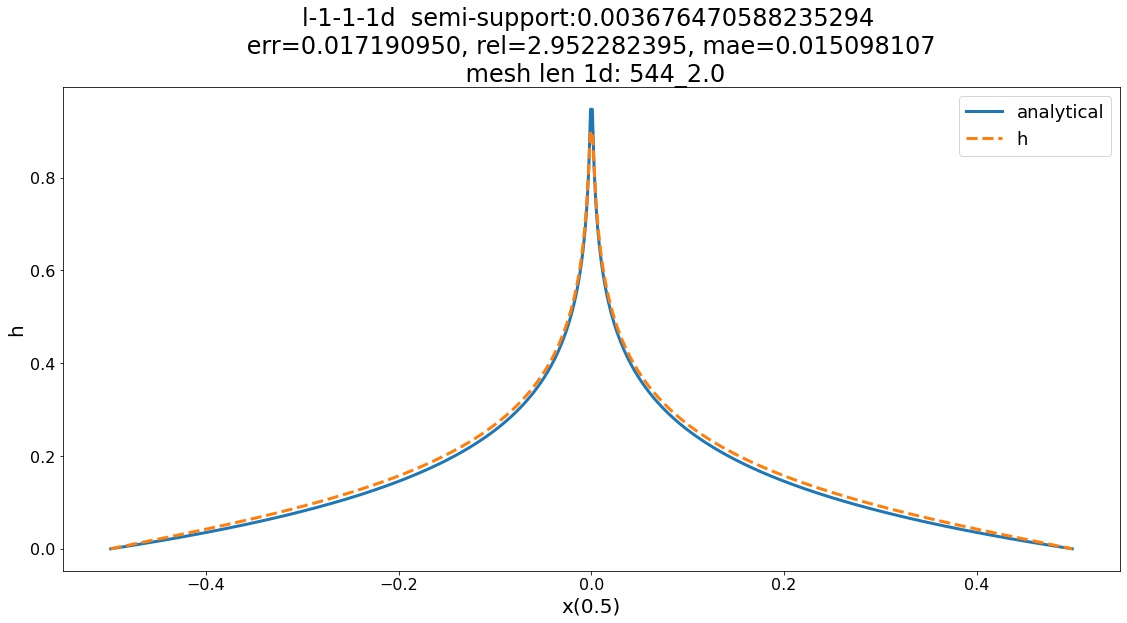 l-1-1-1d  semi-support:0.003676470588235294
err=0.017190950, rel=2.952282395, mae=0.015098107
mesh len 1d: 544_2.0
analytical
h
h
0.8
0.6
0.4
0.2
0.0
−0.4
−0.2
0.0
0.2
0.4
x(0.5)